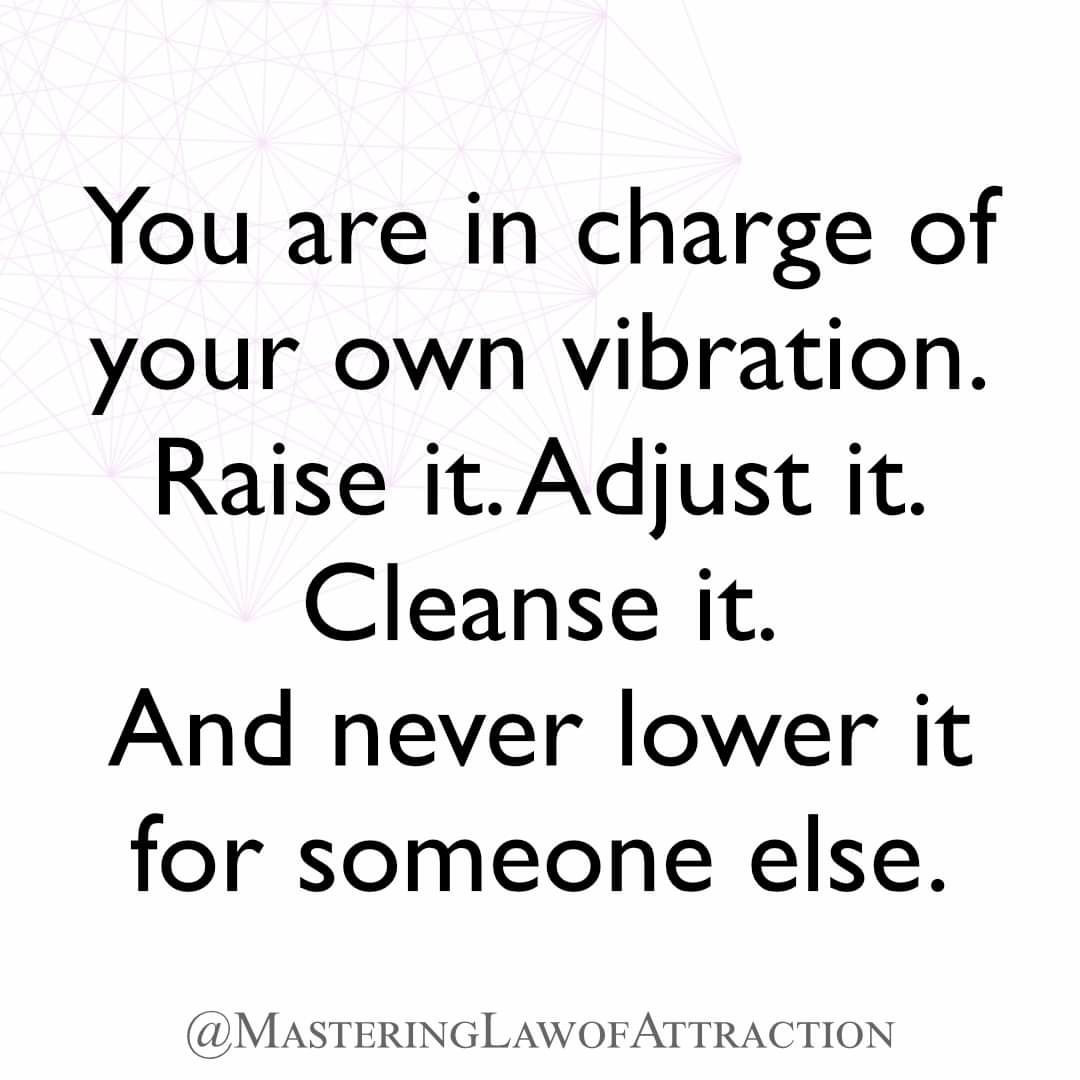 You are in charge of
your own vibration.
Raise it. Adjust it.
Cleanse it.
And never lower it
for someone else.
@MasteringLawofAttraction